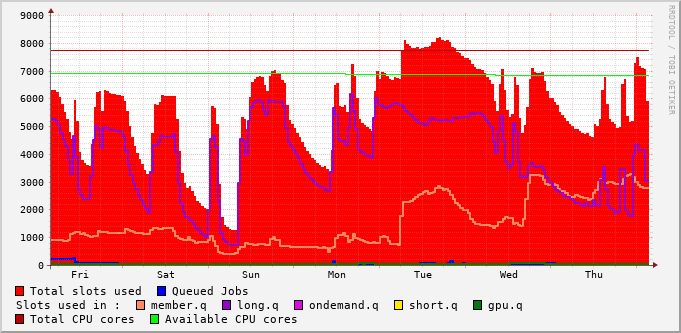 9000
8000
7000
6000
5000
4000
3000
2000
1000
0
Fri Sat Sun Mon Tue Wed Thu
RRDTOOL / TOBI OETIKER
Total slots used Queued Jobs
Slots used in : member.q long.q ondemand.q short.q gpu.q
Total CPU cores Available CPU cores